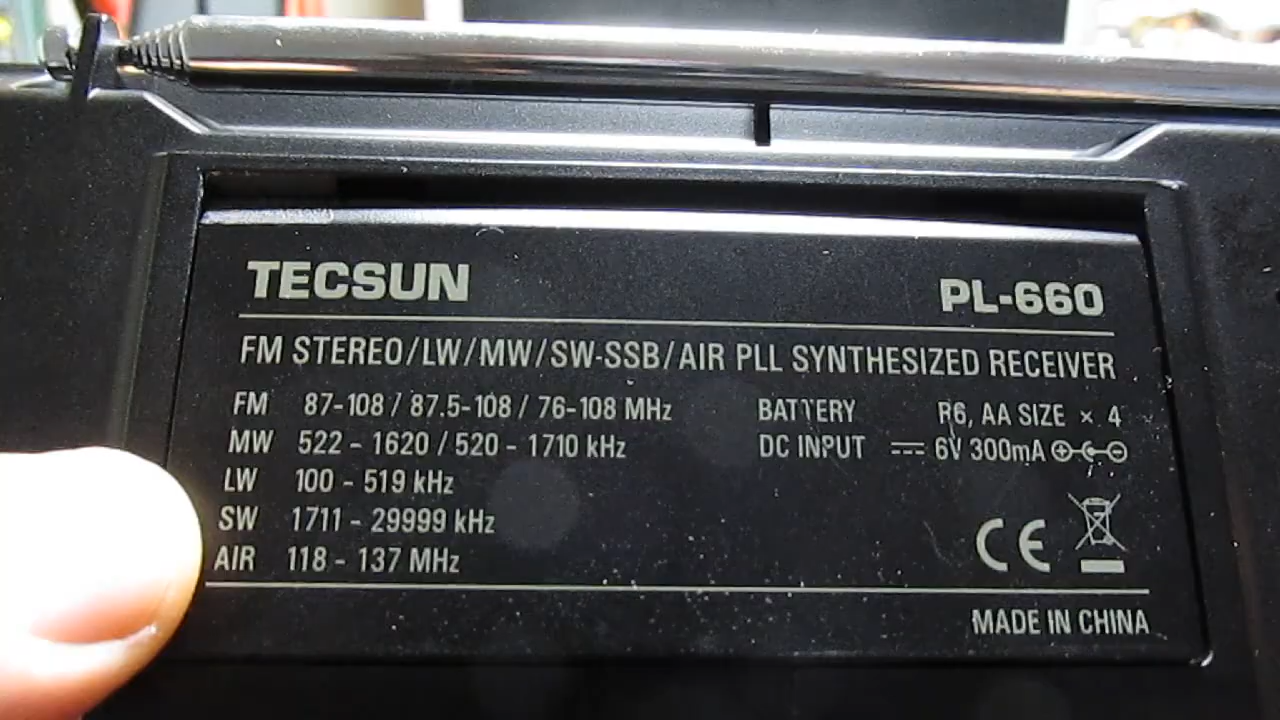 TECSUN PL-660
FM STEREO/LW/MW/SW-SSB/AIR PLL SYNTHESIZED RECEIVER
FM 87-108 / 87.5-108 / 76-108 MHz BATTERY R6, AA SIZE × 4
MW 522 - 1620 / 520 - 1710 kHz DC INPUT 6V 300mA
LW 100 - 519 kHz
SW 1711 - 29999 kHz
AIR 118 - 137 MHz
CE
MADE IN CHINA